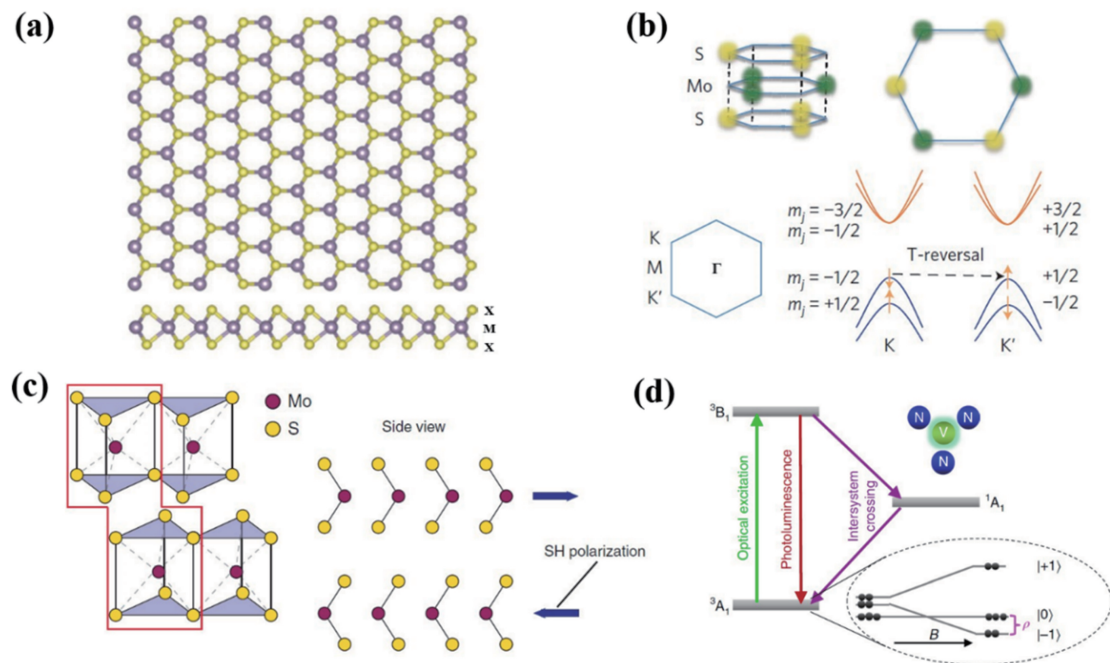 (a)
X
M
X
(b)
S
Mo
S
K
M
K′
Γ
mj = −3/2
mj = −1/2
+3/2
+1/2
T-reversal
mj = −1/2
mj = +1/2
+1/2
−1/2
K
K′
(c)
Mo
S
Side view
SH polarization
(d)
³B₁
N
N
V
N
Optical excitation
Photoluminescence
Intersystem
crossing
¹A₁
³A₁
|+1⟩
|0⟩
|−1⟩
ρ
B